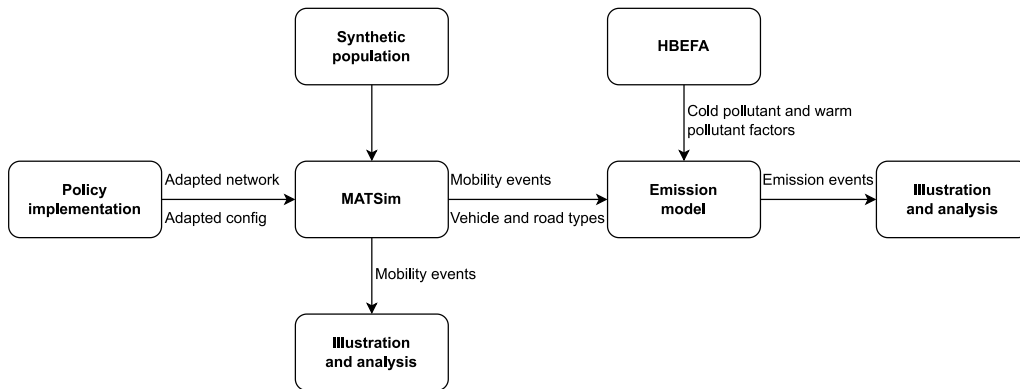 Synthetic
population
HBEFA
Cold pollutant and warm
pollutant factors
Policy
implementation
Adapted network
Adapted config
MATSim
Mobility events
Vehicle and road types
Emission
model
Emission events
Illustration
and analysis
Mobility events
Illustration
and analysis